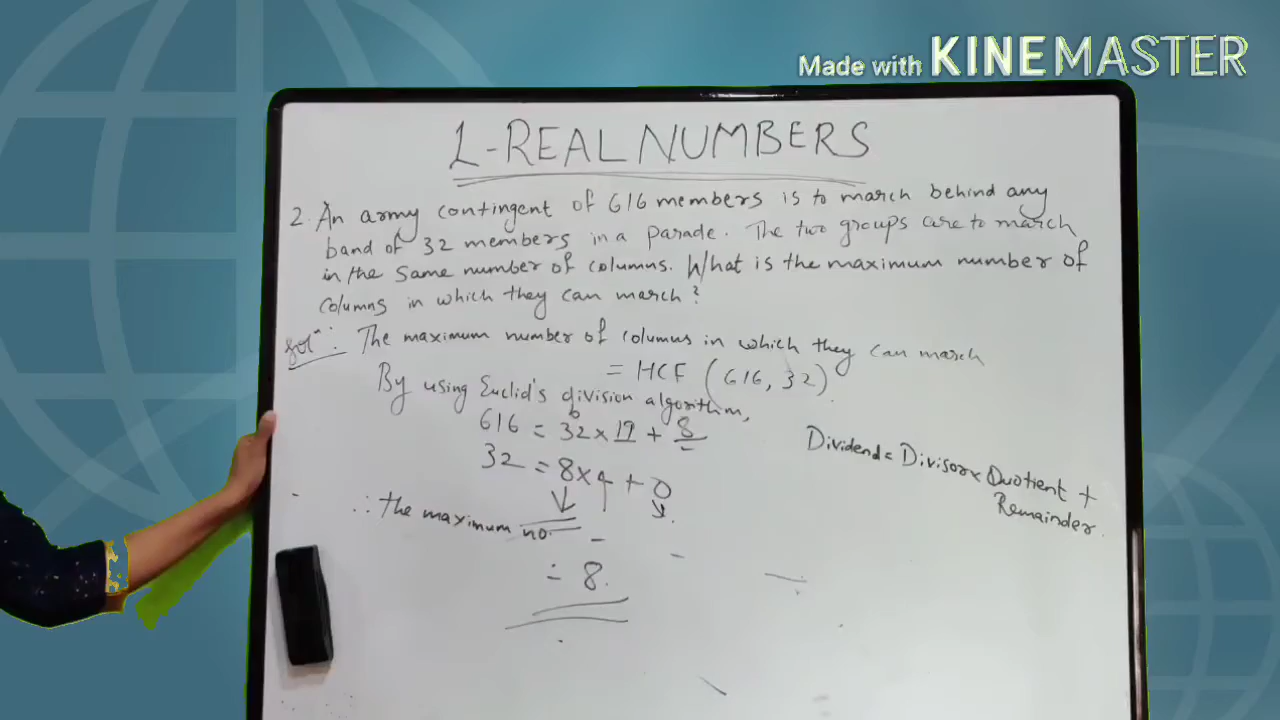 Made with KINEMASTER
1-REAL NUMBERS
2. An army contingent of 616 members is to march behind any
band of 32 members in a parade. The two groups are to march
in the same number of columns. What is the maximum number of
columns in which they can march?
Solⁿ: The maximum number of columns in which they can march
= HCF (616, 32).
By using Euclid's division algorithm,
616 = 32 × 19 + 8
32 = 8 × 4 + 0
Dividend = Divisor × Quotient +
Remainder.
∴ the maximum no.
= 8.